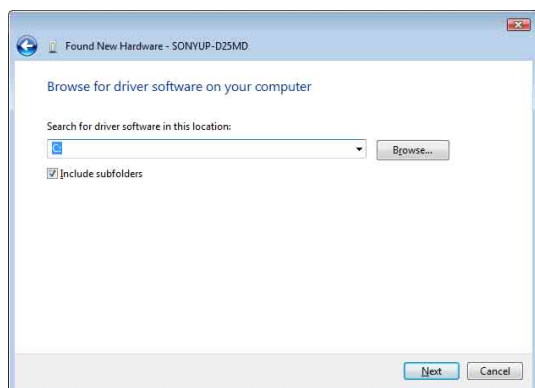 Found New Hardware - SONYUP-D25MD
Browse for driver software on your computer
Search for driver software in this location:
C:
Browse...
Include subfolders
Next
Cancel